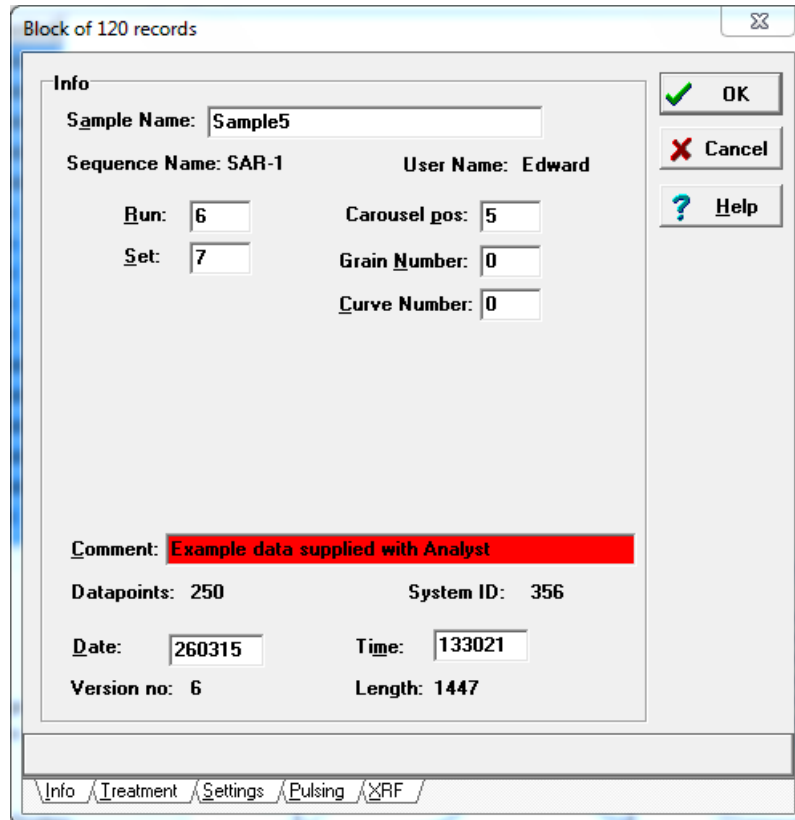 Block of 120 records
Info
Sample Name: Sample5
Sequence Name: SAR-1 User Name: Edward
Run: 6 Carousel pos: 5
Set: 7 Grain Number: 0
Curve Number: 0
Comment: Example data supplied with Analyst
Datapoints: 250 System ID: 356
Date: 260315 Time: 133021
Version no: 6 Length: 1447
OK
Cancel
? Help
Info Treatment Settings Pulsing XRF